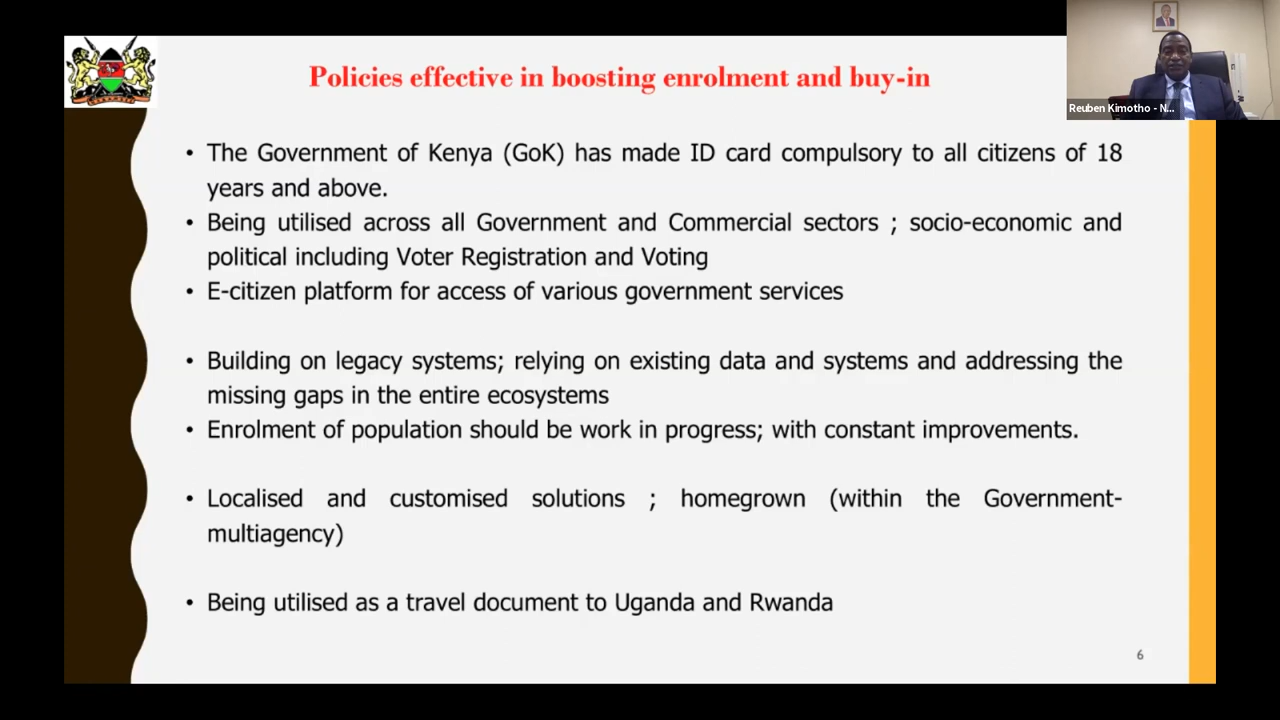 Policies effective in boosting enrolment and buy-in
Reuben Kimotho - N...
• The Government of Kenya (GoK) has made ID card compulsory to all citizens of 18
years and above.
• Being utilised across all Government and Commercial sectors ; socio-economic and
political including Voter Registration and Voting
• E-citizen platform for access of various government services
• Building on legacy systems; relying on existing data and systems and addressing the
missing gaps in the entire ecosystems
• Enrolment of population should be work in progress; with constant improvements.
• Localised and customised solutions ; homegrown (within the Government-
multiagency)
• Being utilised as a travel document to Uganda and Rwanda
6